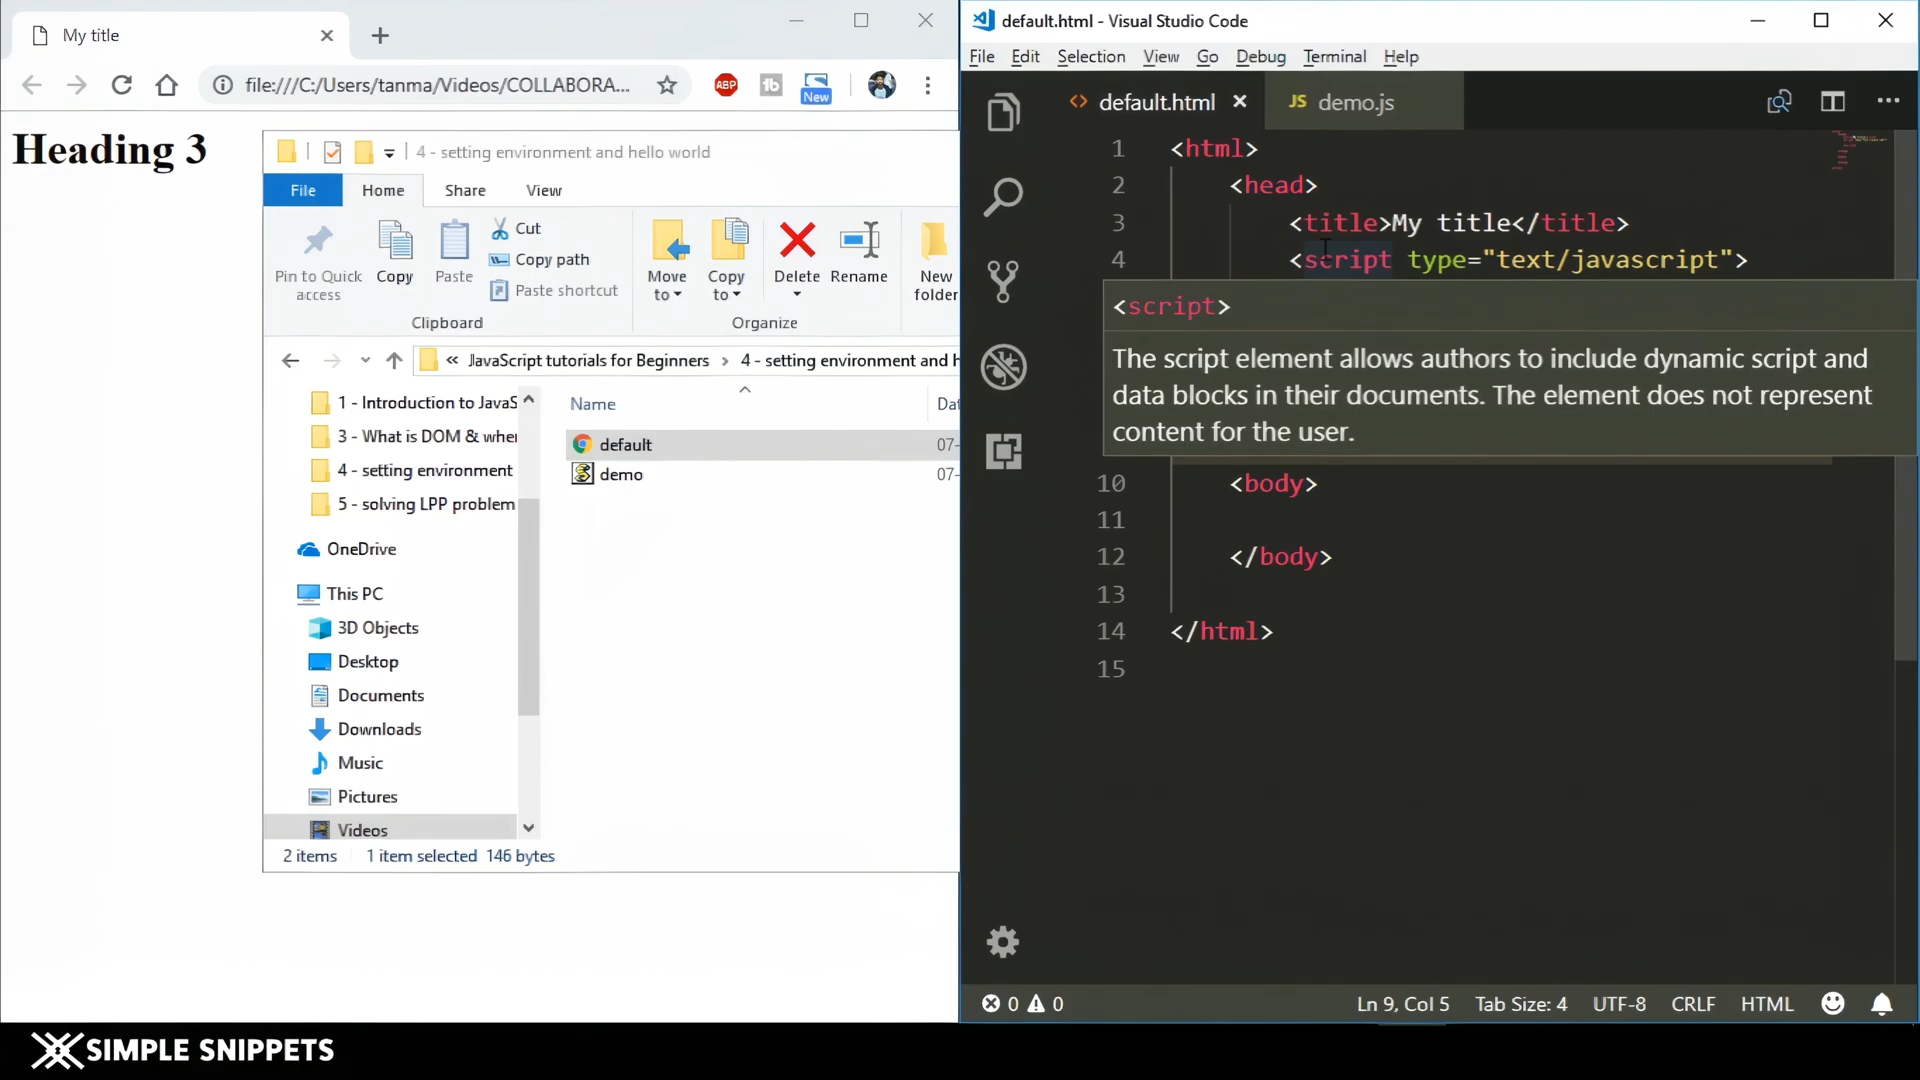 My title
file:///C:/Users/tanma/Videos/COLLABORA...
ABP
New
Heading 3
4 - setting environment and hello world
File Home Share View
Pin to Quick access
Copy
Paste
Cut
Copy path
Paste shortcut
Move to
Copy to
Delete
Rename
New folder
Clipboard
Organize
« JavaScript tutorials for Beginners › 4 - setting environment and h
1 - Introduction to JavaS
3 - What is DOM & when
4 - setting environment
5 - solving LPP problem
OneDrive
This PC
3D Objects
Desktop
Documents
Downloads
Music
Pictures
Videos
Name
Dat
default 07-
demo 07-
2 items 1 item selected 146 bytes
default.html - Visual Studio Code
File Edit Selection View Go Debug Terminal Help
default.html
JS demo.js
1 <html>
2 <head>
3 <title>My title</title>
4 <script type="text/javascript">
<script>
The script element allows authors to include dynamic script and
data blocks in their documents. The element does not represent
content for the user.
10 <body>
11
12 </body>
13
14 </html>
15
0 0
Ln 9, Col 5 Tab Size: 4 UTF-8 CRLF HTML
SIMPLE SNIPPETS